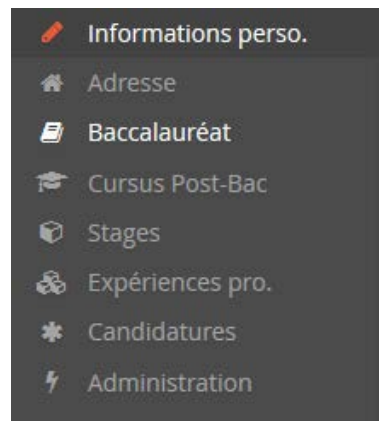 Informations perso.
Adresse
Baccalauréat
Cursus Post-Bac
Stages
Expériences pro.
Candidatures
Administration